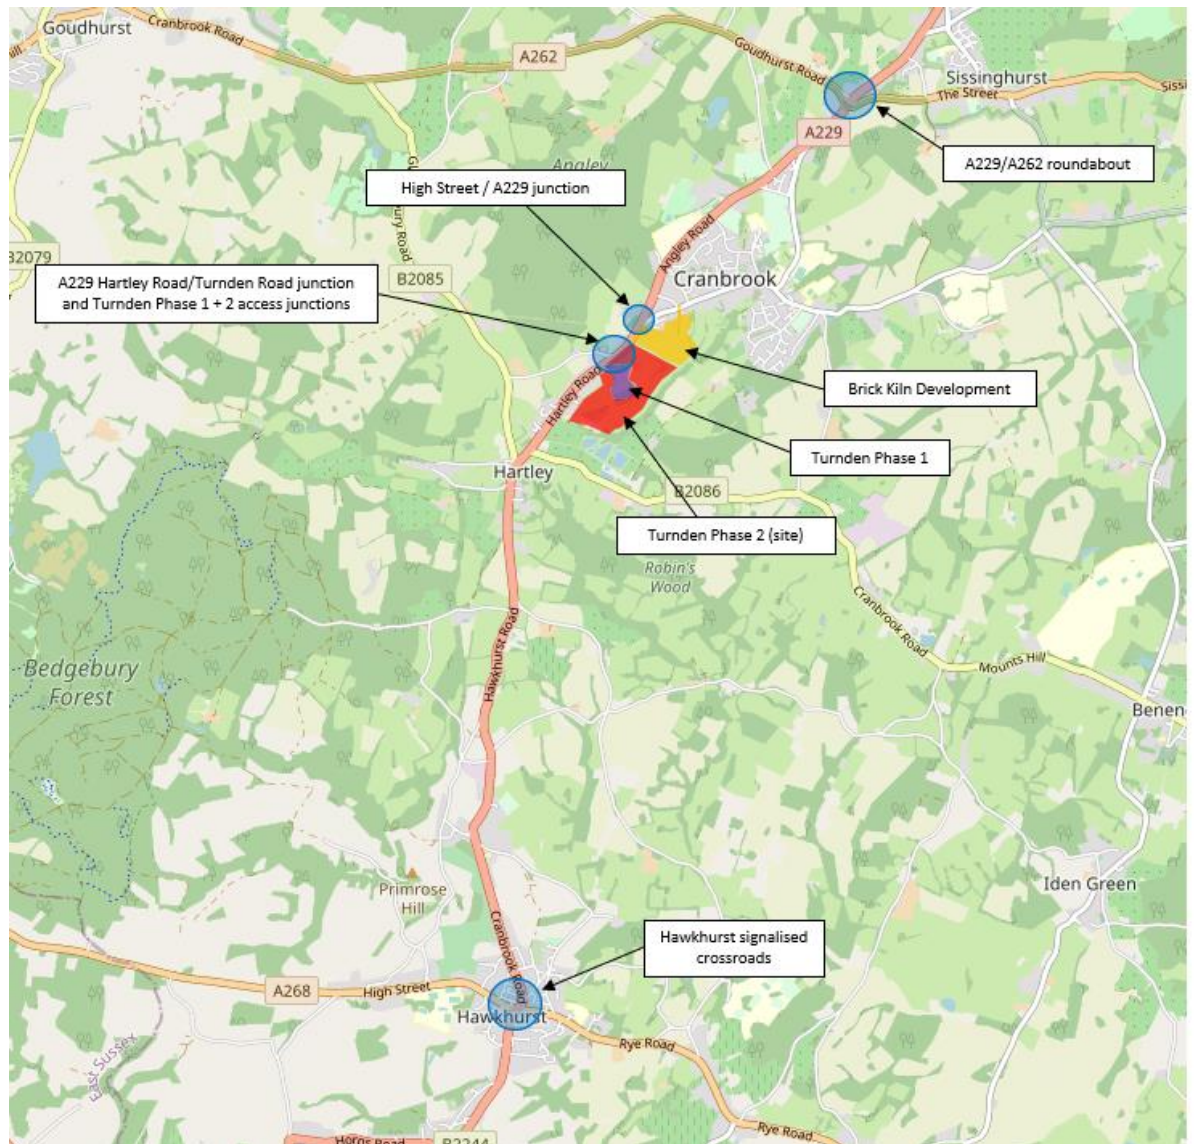 Goudhurst
Cranbrook Road
A262
Goudhurst Road
Sissinghurst
The Street
Sissi
A229
A229/A262 roundabout
Angley
High Street / A229 junction
B2079
A229 Hartley Road/Turnden Road junction
and Turnden Phase 1 + 2 access junctions
B2085
ury Road
Angley Road
Cranbrook
Brick Kiln Development
Hartley Road
Turnden Phase 1
Hartley
B2086
Turnden Phase 2 (site)
Robin's
Wood
Cranbrook Road
Hawkhurst Road
Mounts Hill
Bedgebury
Forest
Benen
Primrose
Hill
Iden Green
Cranbrook Road
Hawkhurst signalised
crossroads
A268
High Street
Hawkhurst
Rye Road
East Sussex
Rye Road
Horns Road
B2244